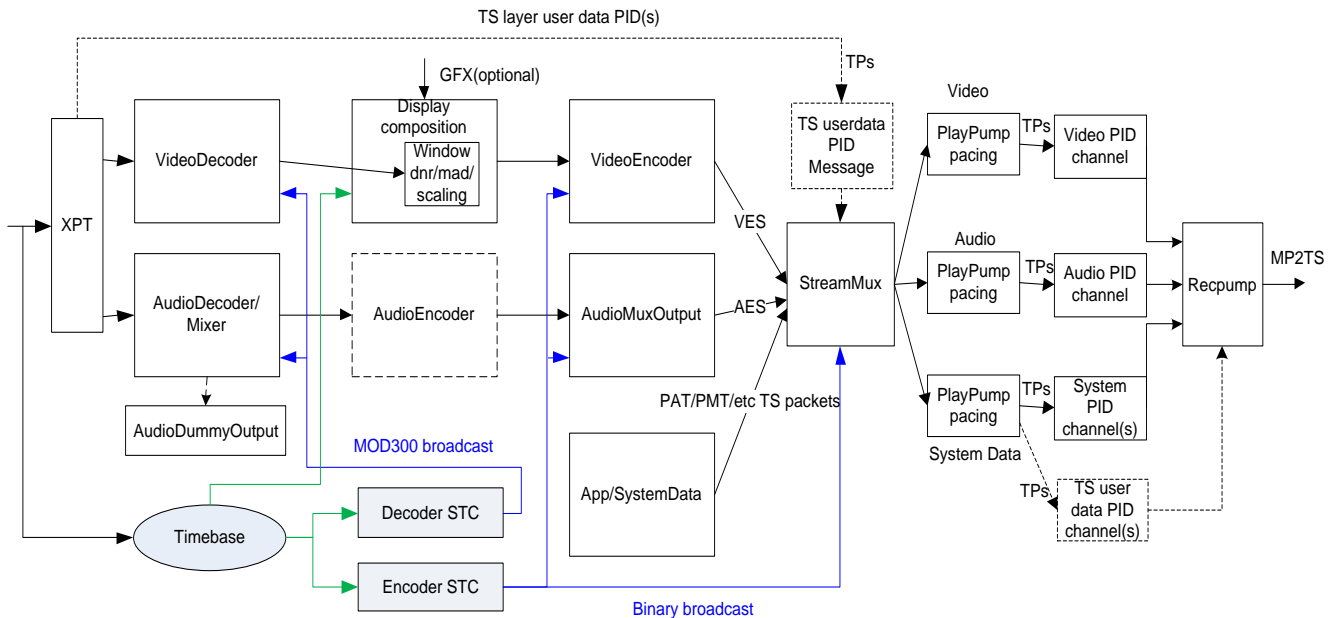 TS layer user data PID(s)
GFX(optional)
TPs
Video
XPT
VideoDecoder
Display
composition
Window
dnr/mad/
scaling
VideoEncoder
TS userdata
PID
Message
PlayPump
pacing
TPs
Video PID
channel
VES
AudioDecoder/
Mixer
AudioEncoder
AudioMuxOutput
AES
StreamMux
Audio
PlayPump
pacing
TPs
Audio PID
channel
Recpump
MP2TS
AudioDummyOutput
MOD300 broadcast
PAT/PMT/etc TS packets
App/SystemData
PlayPump
pacing
TPs
System
PID
channel(s)
System Data
TPs
TS user
data PID
channel(s)
Timebase
Decoder STC
Encoder STC
Binary broadcast